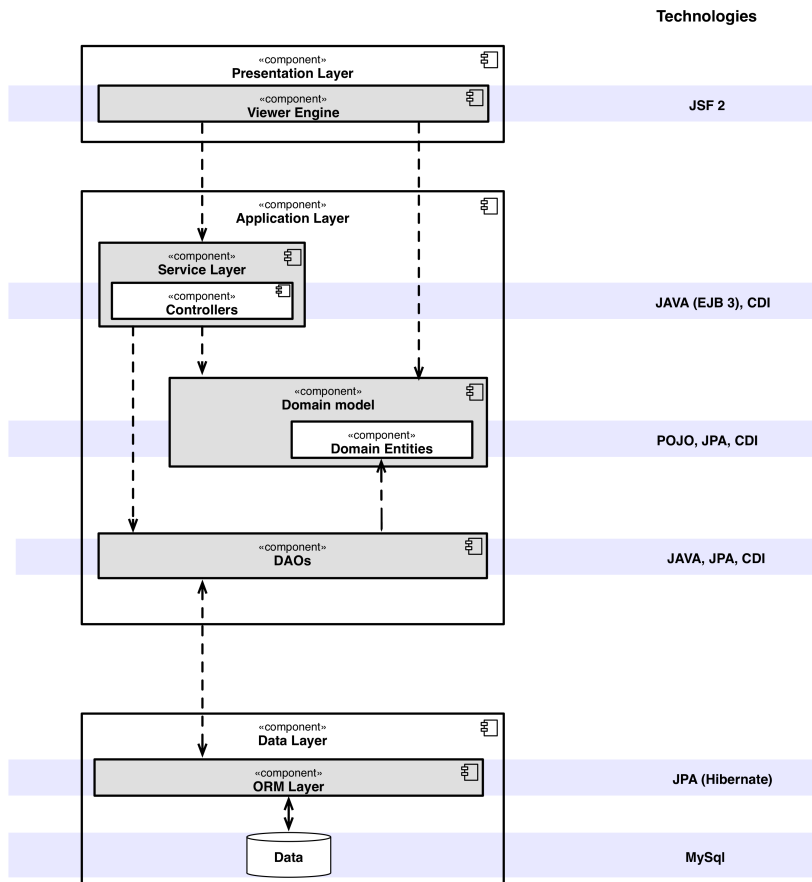 Technologies
«component»
Presentation Layer
«component»
Viewer Engine
JSF 2
«component»
Application Layer
«component»
Service Layer
«component»
Controllers
JAVA (EJB 3), CDI
«component»
Domain model
«component»
Domain Entities
POJO, JPA, CDI
«component»
DAOs
JAVA, JPA, CDI
«component»
Data Layer
«component»
ORM Layer
JPA (Hibernate)
Data
MySql